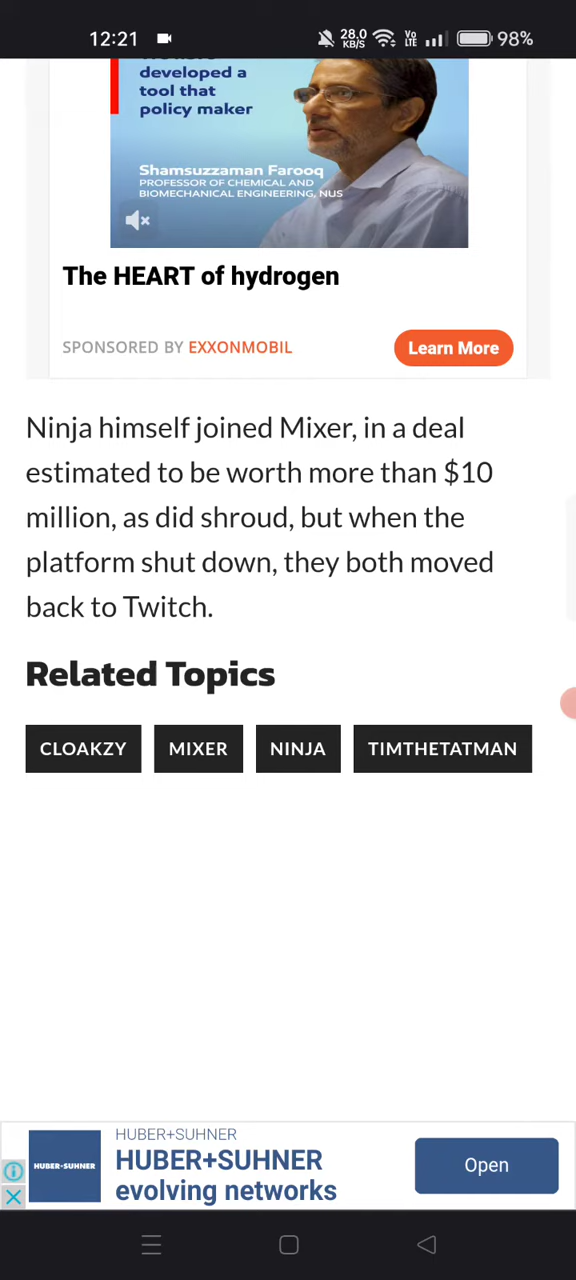 12:21
28.0
KB/S
Vo
LTE
98%
developed a
tool that
policy maker
Shamsuzzaman Farooq
PROFESSOR OF CHEMICAL AND
BIOMECHANICAL ENGINEERING, NUS
The HEART of hydrogen
SPONSORED BY EXXONMOBIL
Learn More
Ninja himself joined Mixer, in a deal
estimated to be worth more than $10
million, as did shroud, but when the
platform shut down, they both moved
back to Twitch.
Related Topics
CLOAKZY
MIXER
NINJA
TIMTHETATMAN
HUBER+SUHNER
HUBER+SUHNER
HUBER+SUHNER
evolving networks
Open